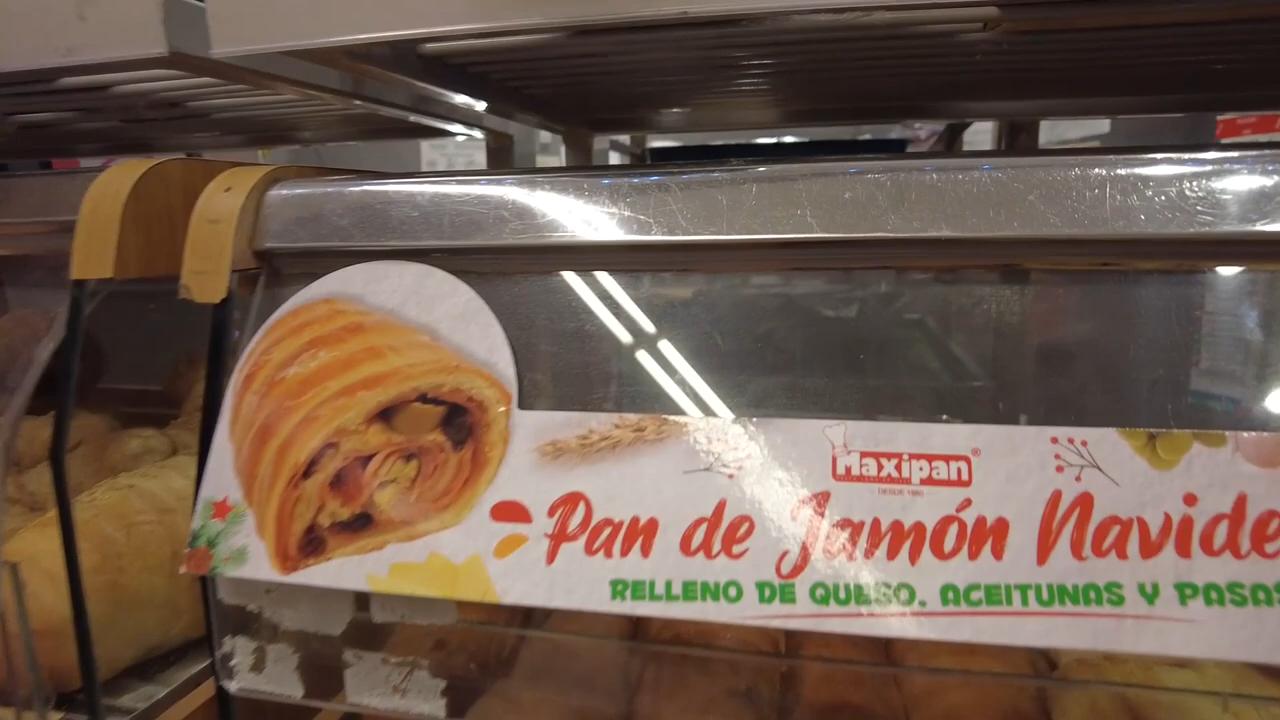 Maxipan®
DESDE 1980
Pan de Jamón Navide
RELLENO DE QUESO, ACEITUNAS Y PASAS